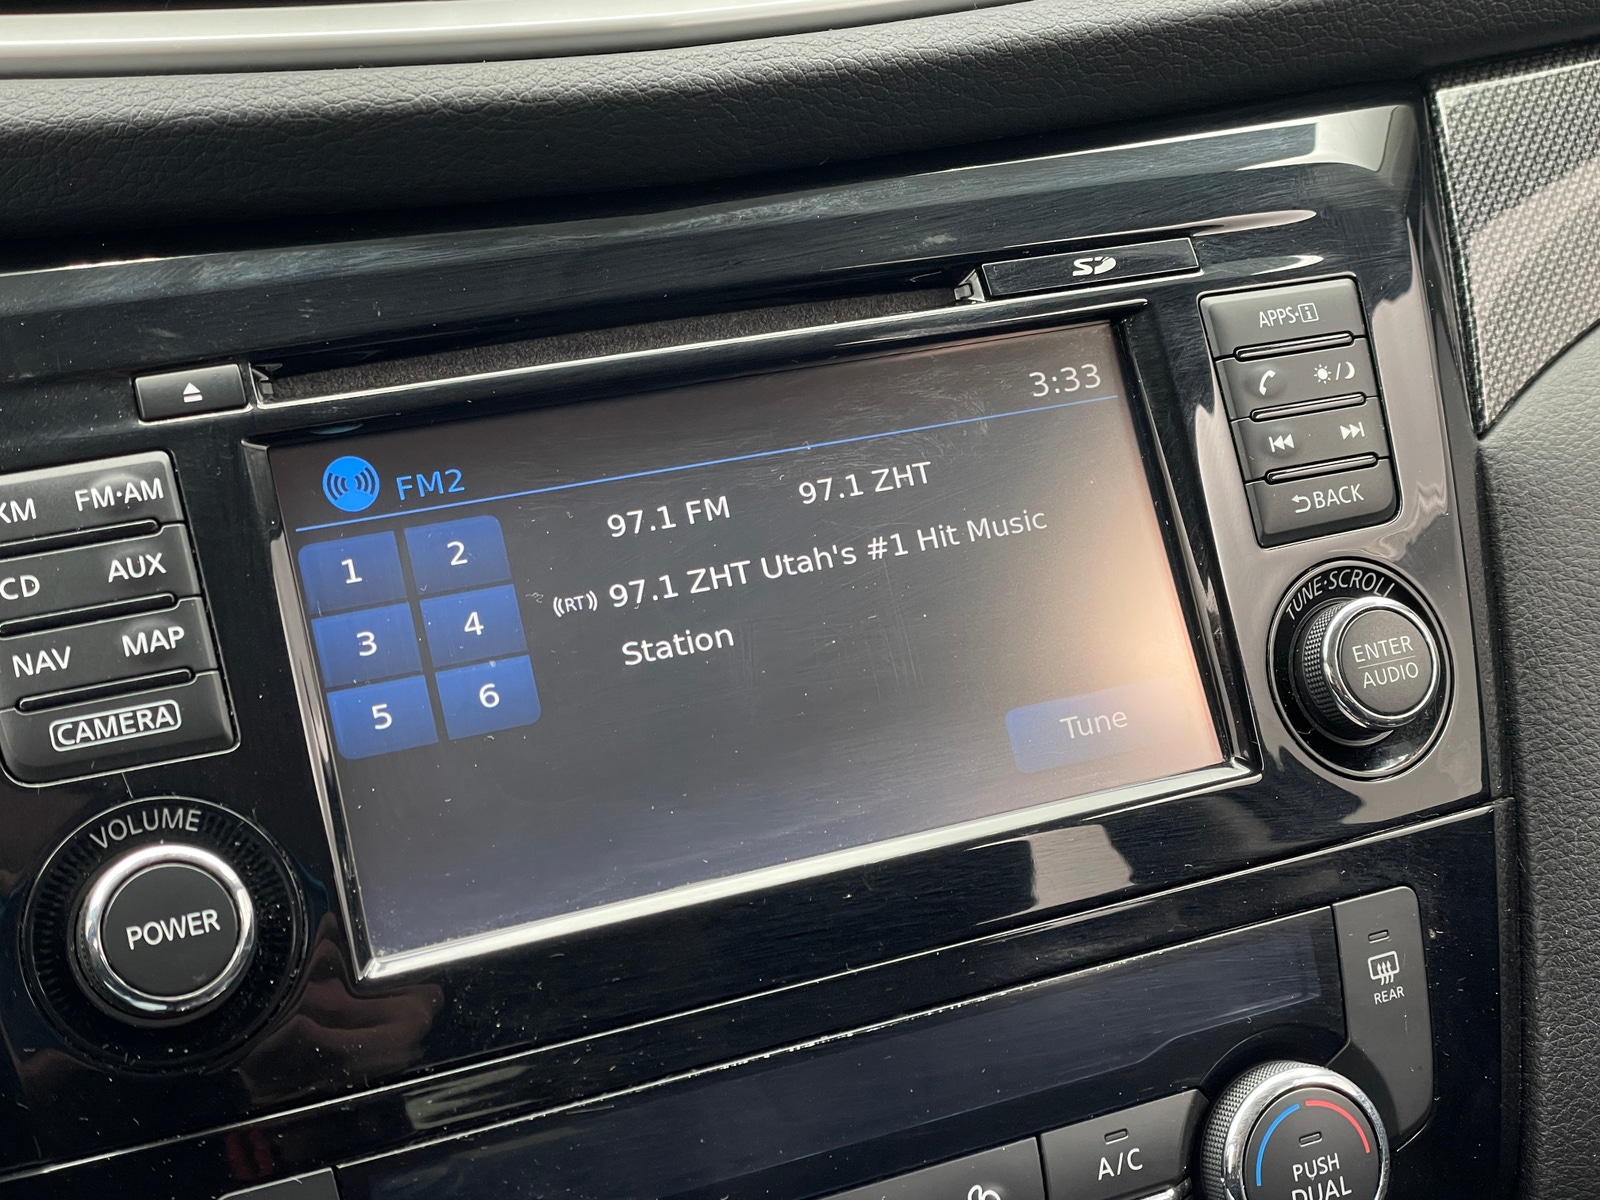 SD
APPS·i
3:33
FM2
97.1 FM
97.1 ZHT
1
2
((RT)) 97.1 ZHT Utah's #1 Hit Music
Station
3
4
5
6
Tune
FM·AM
CD
AUX
NAV
MAP
CAMERA
BACK
TUNE·SCROLL
ENTER
AUDIO
VOLUME
POWER
REAR
A/C
PUSH
DUAL